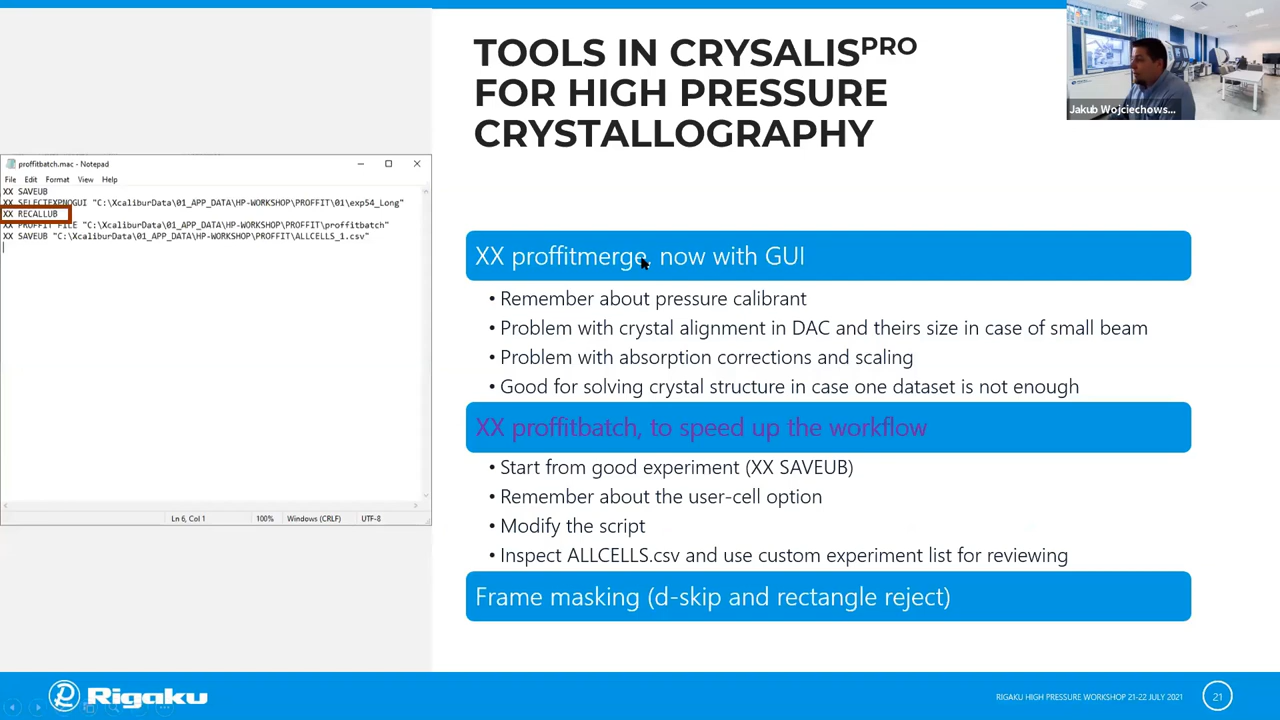 TOOLS IN CRYSALISPRO
FOR HIGH PRESSURE
CRYSTALLOGRAPHY
Jakub Wojciechows...
proffitbatch.mac - Notepad
File Edit Format View Help
XX SAVEUB
XX SELECTEXPNOGUI "C:\XcaliburData\01_APP_DATA\HP-WORKSHOP\PROFFIT\01\exp54_Long"
XX RECALLUB
XX PROFFIT FILE "C:\XcaliburData\01_APP_DATA\HP-WORKSHOP\PROFFIT\proffitbatch"
XX SAVEUB "C:\XcaliburData\01_APP_DATA\HP-WORKSHOP\PROFFIT\ALLCELLS_1.csv"
Ln 6, Col 1 100% Windows (CRLF) UTF-8
XX proffitmerge, now with GUI
• Remember about pressure calibrant
• Problem with crystal alignment in DAC and theirs size in case of small beam
• Problem with absorption corrections and scaling
• Good for solving crystal structure in case one dataset is not enough
XX proffitbatch, to speed up the workflow
• Start from good experiment (XX SAVEUB)
• Remember about the user-cell option
• Modify the script
• Inspect ALLCELLS.csv and use custom experiment list for reviewing
Frame masking (d-skip and rectangle reject)
Rigaku
RIGAKU HIGH PRESSURE WORKSHOP 21-22 JULY 2021
21